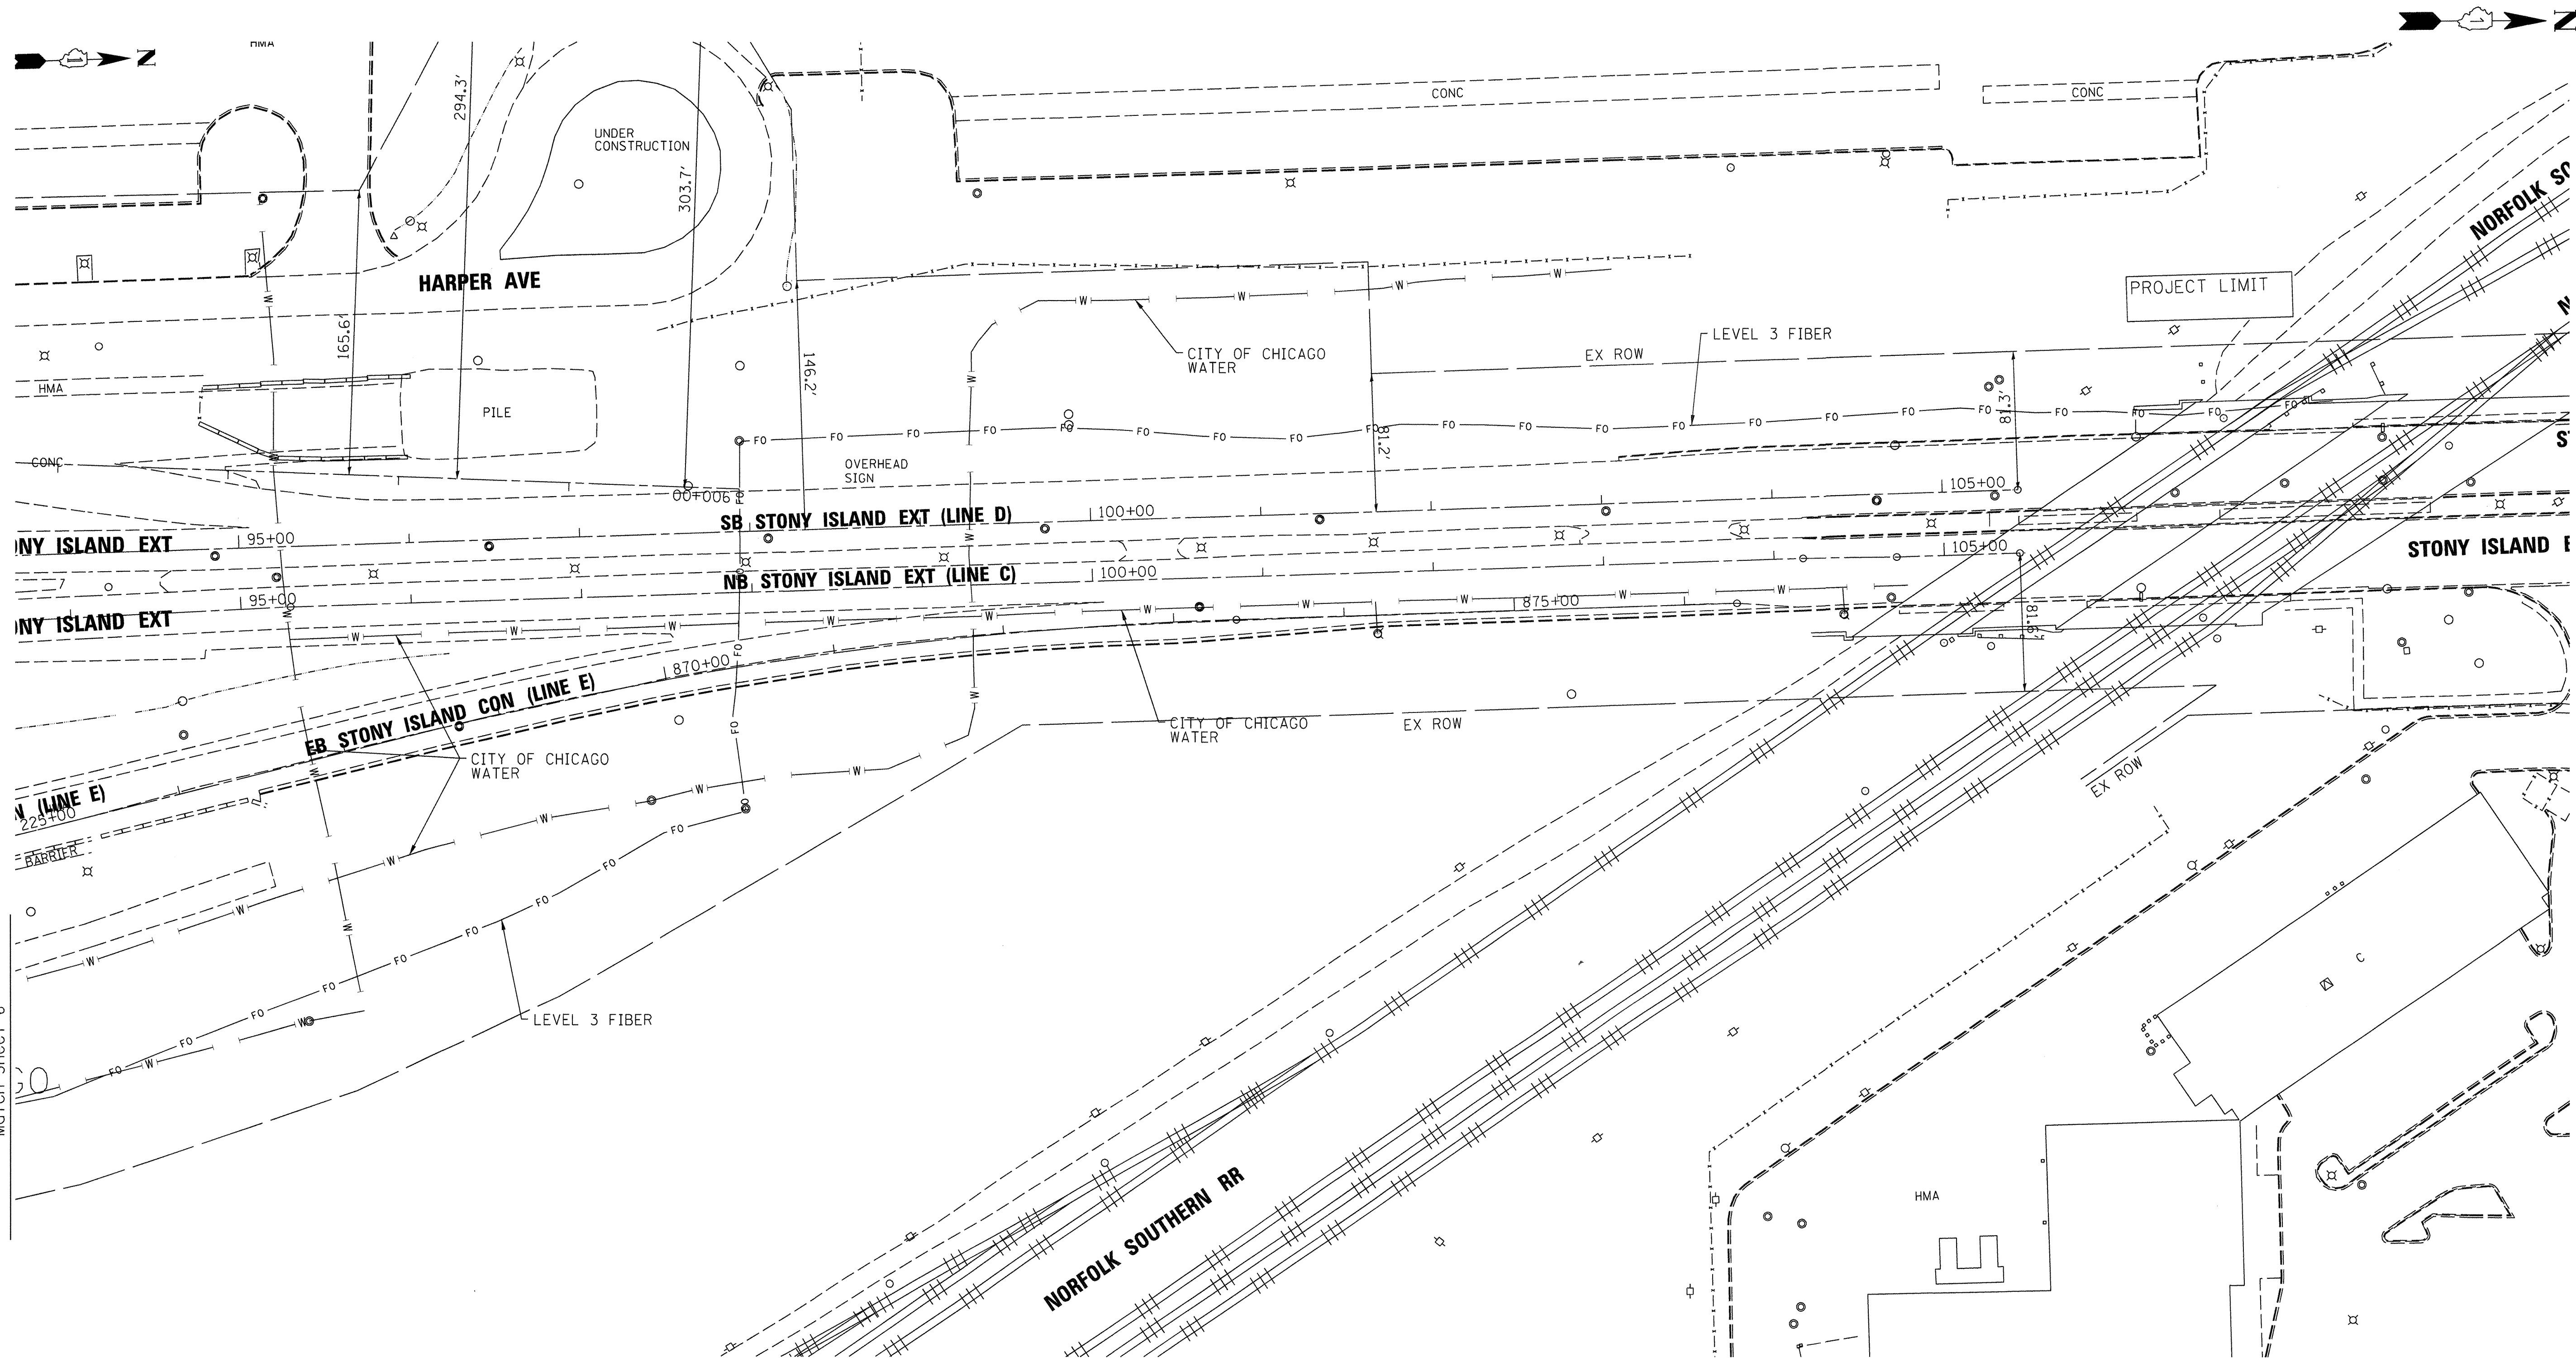 N
N
HMA
294.3'
UNDER
CONSTRUCTION
303.7'
CONC
CONC
NORFOLK SO
HARPER AVE
PROJECT LIMIT
165.6'
146.2'
CITY OF CHICAGO
WATER
LEVEL 3 FIBER
EX ROW
HMA
PILE
81.3'
81.2'
CONC
OVERHEAD
SIGN
900+00
SB STONY ISLAND EXT (LINE D)
100+00
105+00
ONY ISLAND EXT
95+00
NB STONY ISLAND EXT (LINE C)
100+00
105+00
STONY ISLAND E
ONY ISLAND EXT
95+00
875+00
81.6'
870+00
EB STONY ISLAND CON (LINE E)
CITY OF CHICAGO
WATER
EX ROW
CITY OF CHICAGO
WATER
EX ROW
N (LINE E)
225+00
BARRIER
LEVEL 3 FIBER
GO
C
NORFOLK SOUTHERN RR
HMA
W
FO